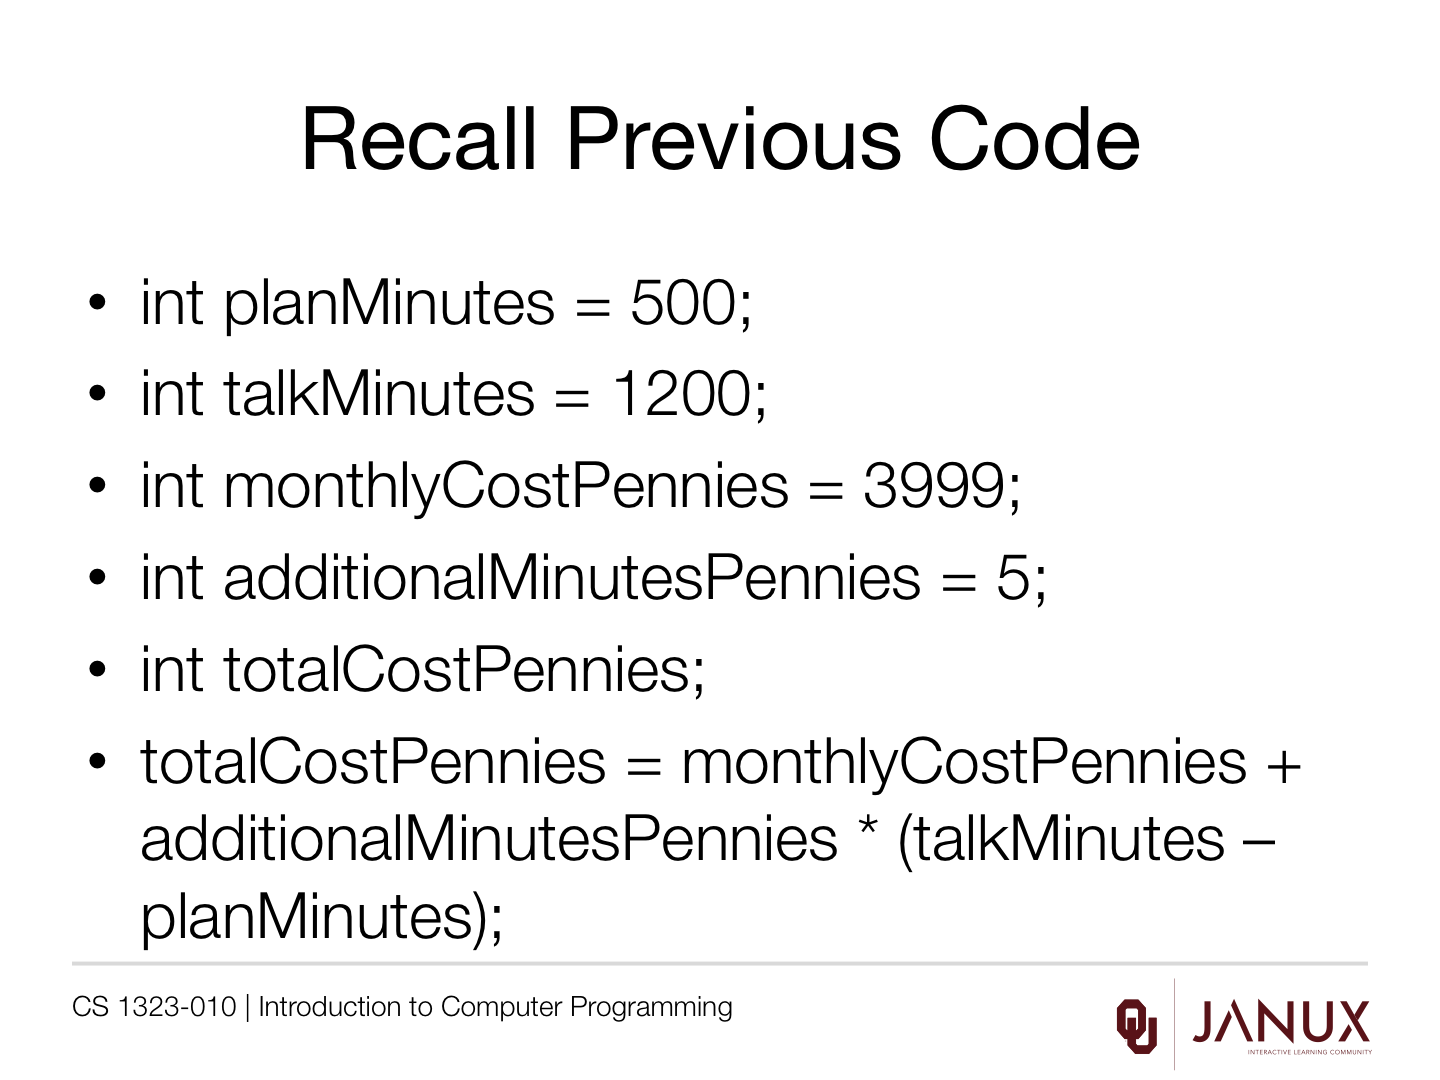 Recall Previous Code
• int planMinutes = 500;
• int talkMinutes = 1200;
• int monthlyCostPennies = 3999;
• int additionalMinutesPennies = 5;
• int totalCostPennies;
• totalCostPennies = monthlyCostPennies +
additionalMinutesPennies * (talkMinutes –
planMinutes);
CS 1323-010 | Introduction to Computer Programming
OU
JANUX
INTERACTIVE LEARNING COMMUNITY